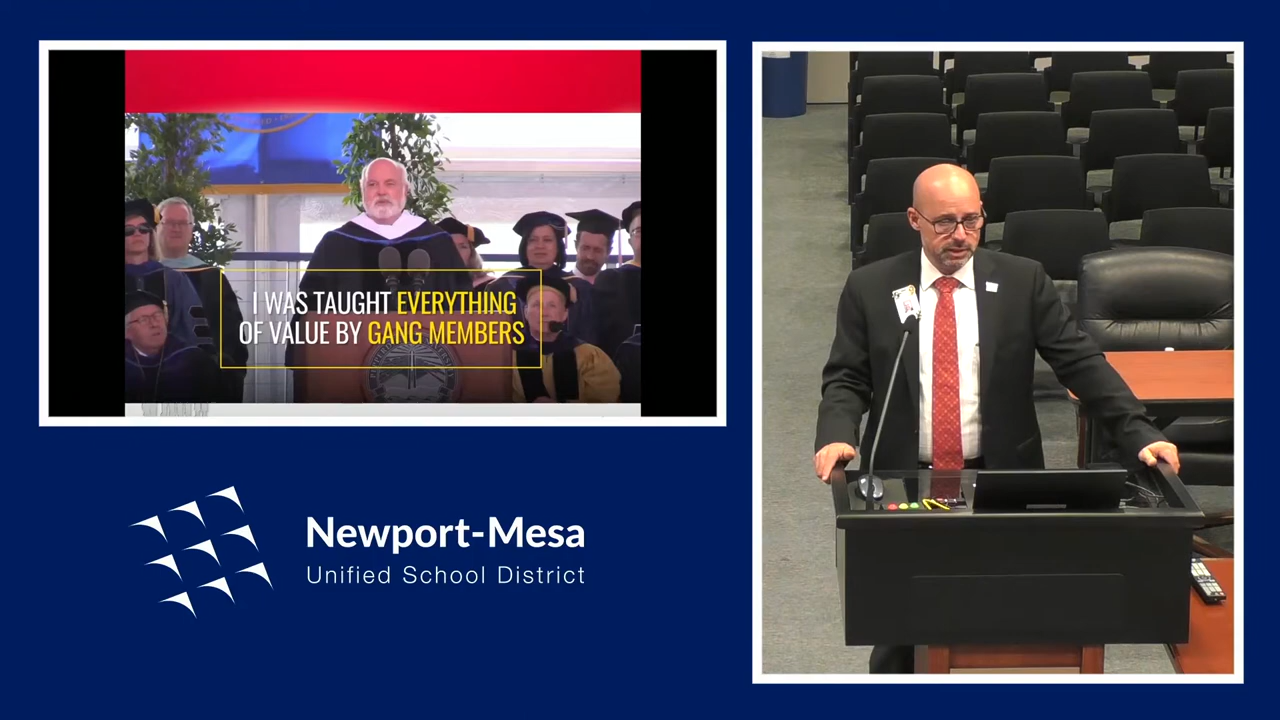 I WAS TAUGHT EVERYTHING
OF VALUE BY GANG MEMBERS
Newport-Mesa
Unified School District